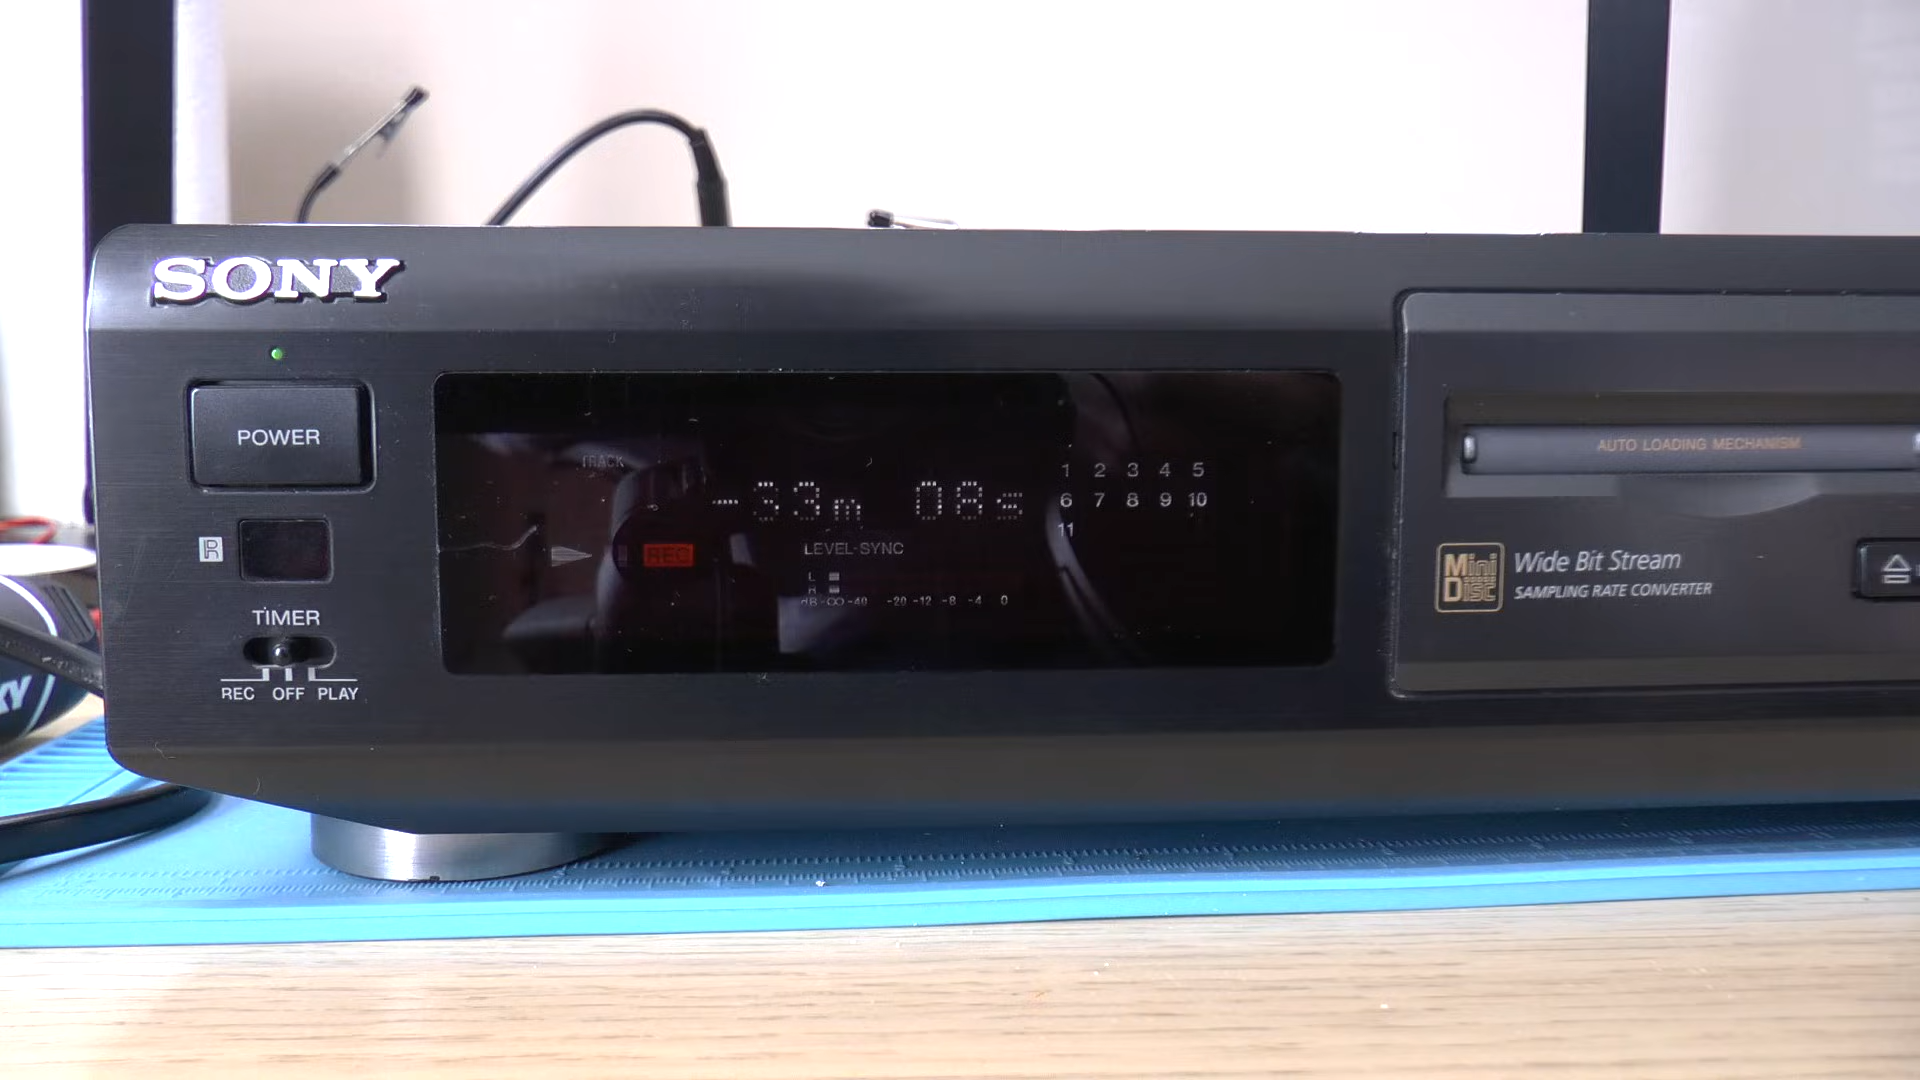 SONY
POWER
R
TIMER
REC OFF PLAY
TRACK
-33m 08s
REC
LEVEL-SYNC
L
R
dB -∞ -40 -20 -12 -8 -4 0
1 2 3 4 5
6 7 8 9 10
11
AUTO LOADING MECHANISM
Mini Disc
Wide Bit Stream
SAMPLING RATE CONVERTER